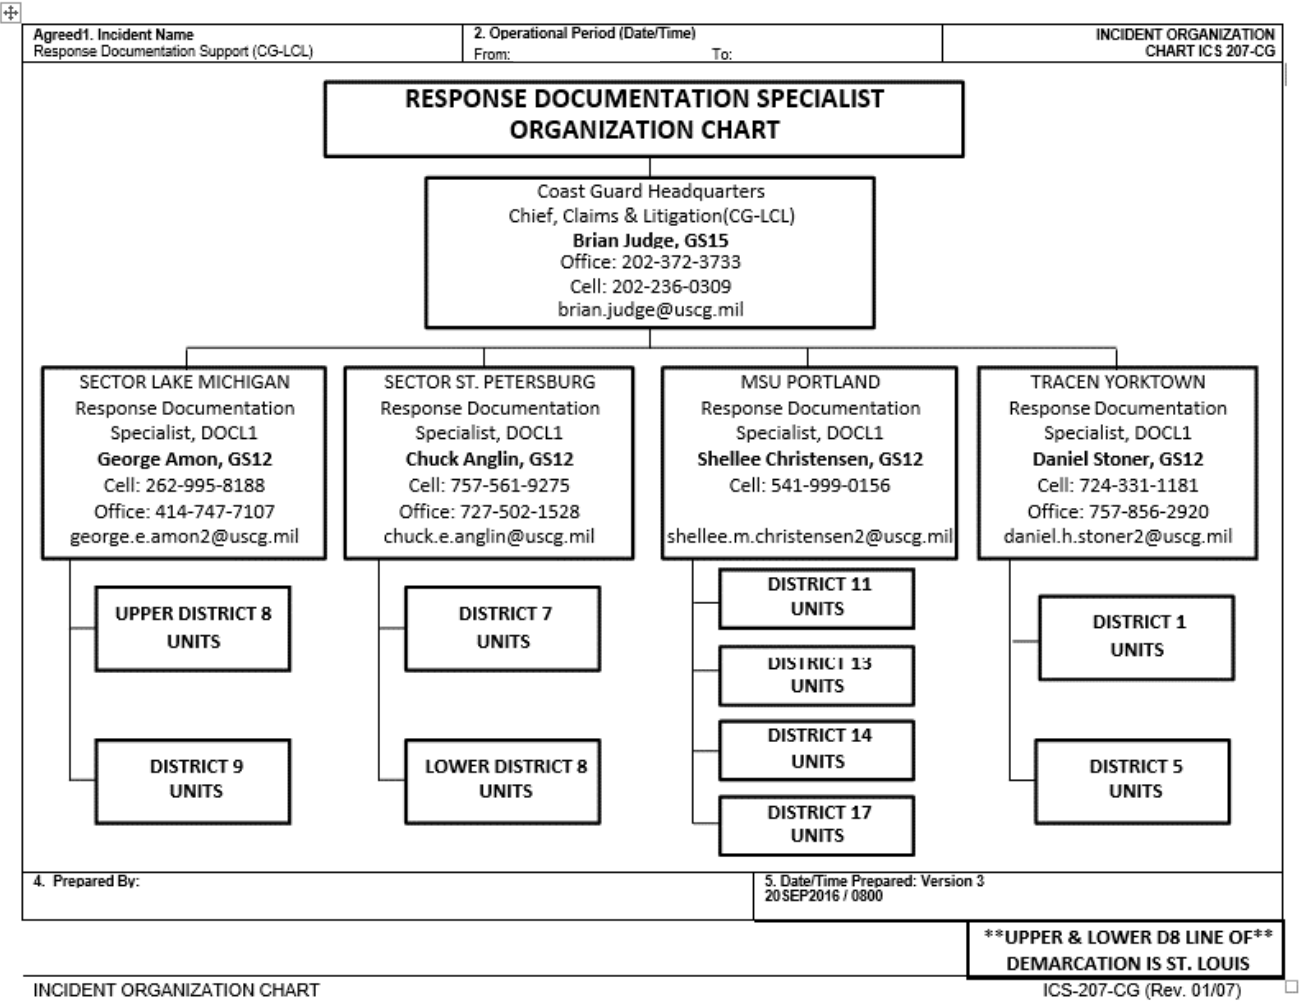 Agreed1. Incident Name
Response Documentation Support (CG-LCL)
2. Operational Period (Date/Time)
From: To:
INCIDENT ORGANIZATION
CHART ICS 207-CG
RESPONSE DOCUMENTATION SPECIALIST
ORGANIZATION CHART
Coast Guard Headquarters
Chief, Claims & Litigation(CG-LCL)
Brian Judge, GS15
Office: 202-372-3733
Cell: 202-236-0309
brian.judge@uscg.mil
SECTOR LAKE MICHIGAN
Response Documentation
Specialist, DOCL1
George Amon, GS12
Cell: 262-995-8188
Office: 414-747-7107
george.e.amon2@uscg.mil
SECTOR ST. PETERSBURG
Response Documentation
Specialist, DOCL1
Chuck Anglin, GS12
Cell: 757-561-9275
Office: 727-502-1528
chuck.e.anglin@uscg.mil
MSU PORTLAND
Response Documentation
Specialist, DOCL1
Shellee Christensen, GS12
Cell: 541-999-0156
shellee.m.christensen2@uscg.mil
TRACEN YORKTOWN
Response Documentation
Specialist, DOCL1
Daniel Stoner, GS12
Cell: 724-331-1181
Office: 757-856-2920
daniel.h.stoner2@uscg.mil
UPPER DISTRICT 8
UNITS
DISTRICT 9
UNITS
DISTRICT 7
UNITS
LOWER DISTRICT 8
UNITS
DISTRICT 11
UNITS
DISTRICT 13
UNITS
DISTRICT 14
UNITS
DISTRICT 17
UNITS
DISTRICT 1
UNITS
DISTRICT 5
UNITS
4. Prepared By:
5. Date/Time Prepared: Version 3
20SEP2016 / 0800
**UPPER & LOWER D8 LINE OF**
DEMARCATION IS ST. LOUIS
INCIDENT ORGANIZATION CHART
ICS-207-CG (Rev. 01/07)